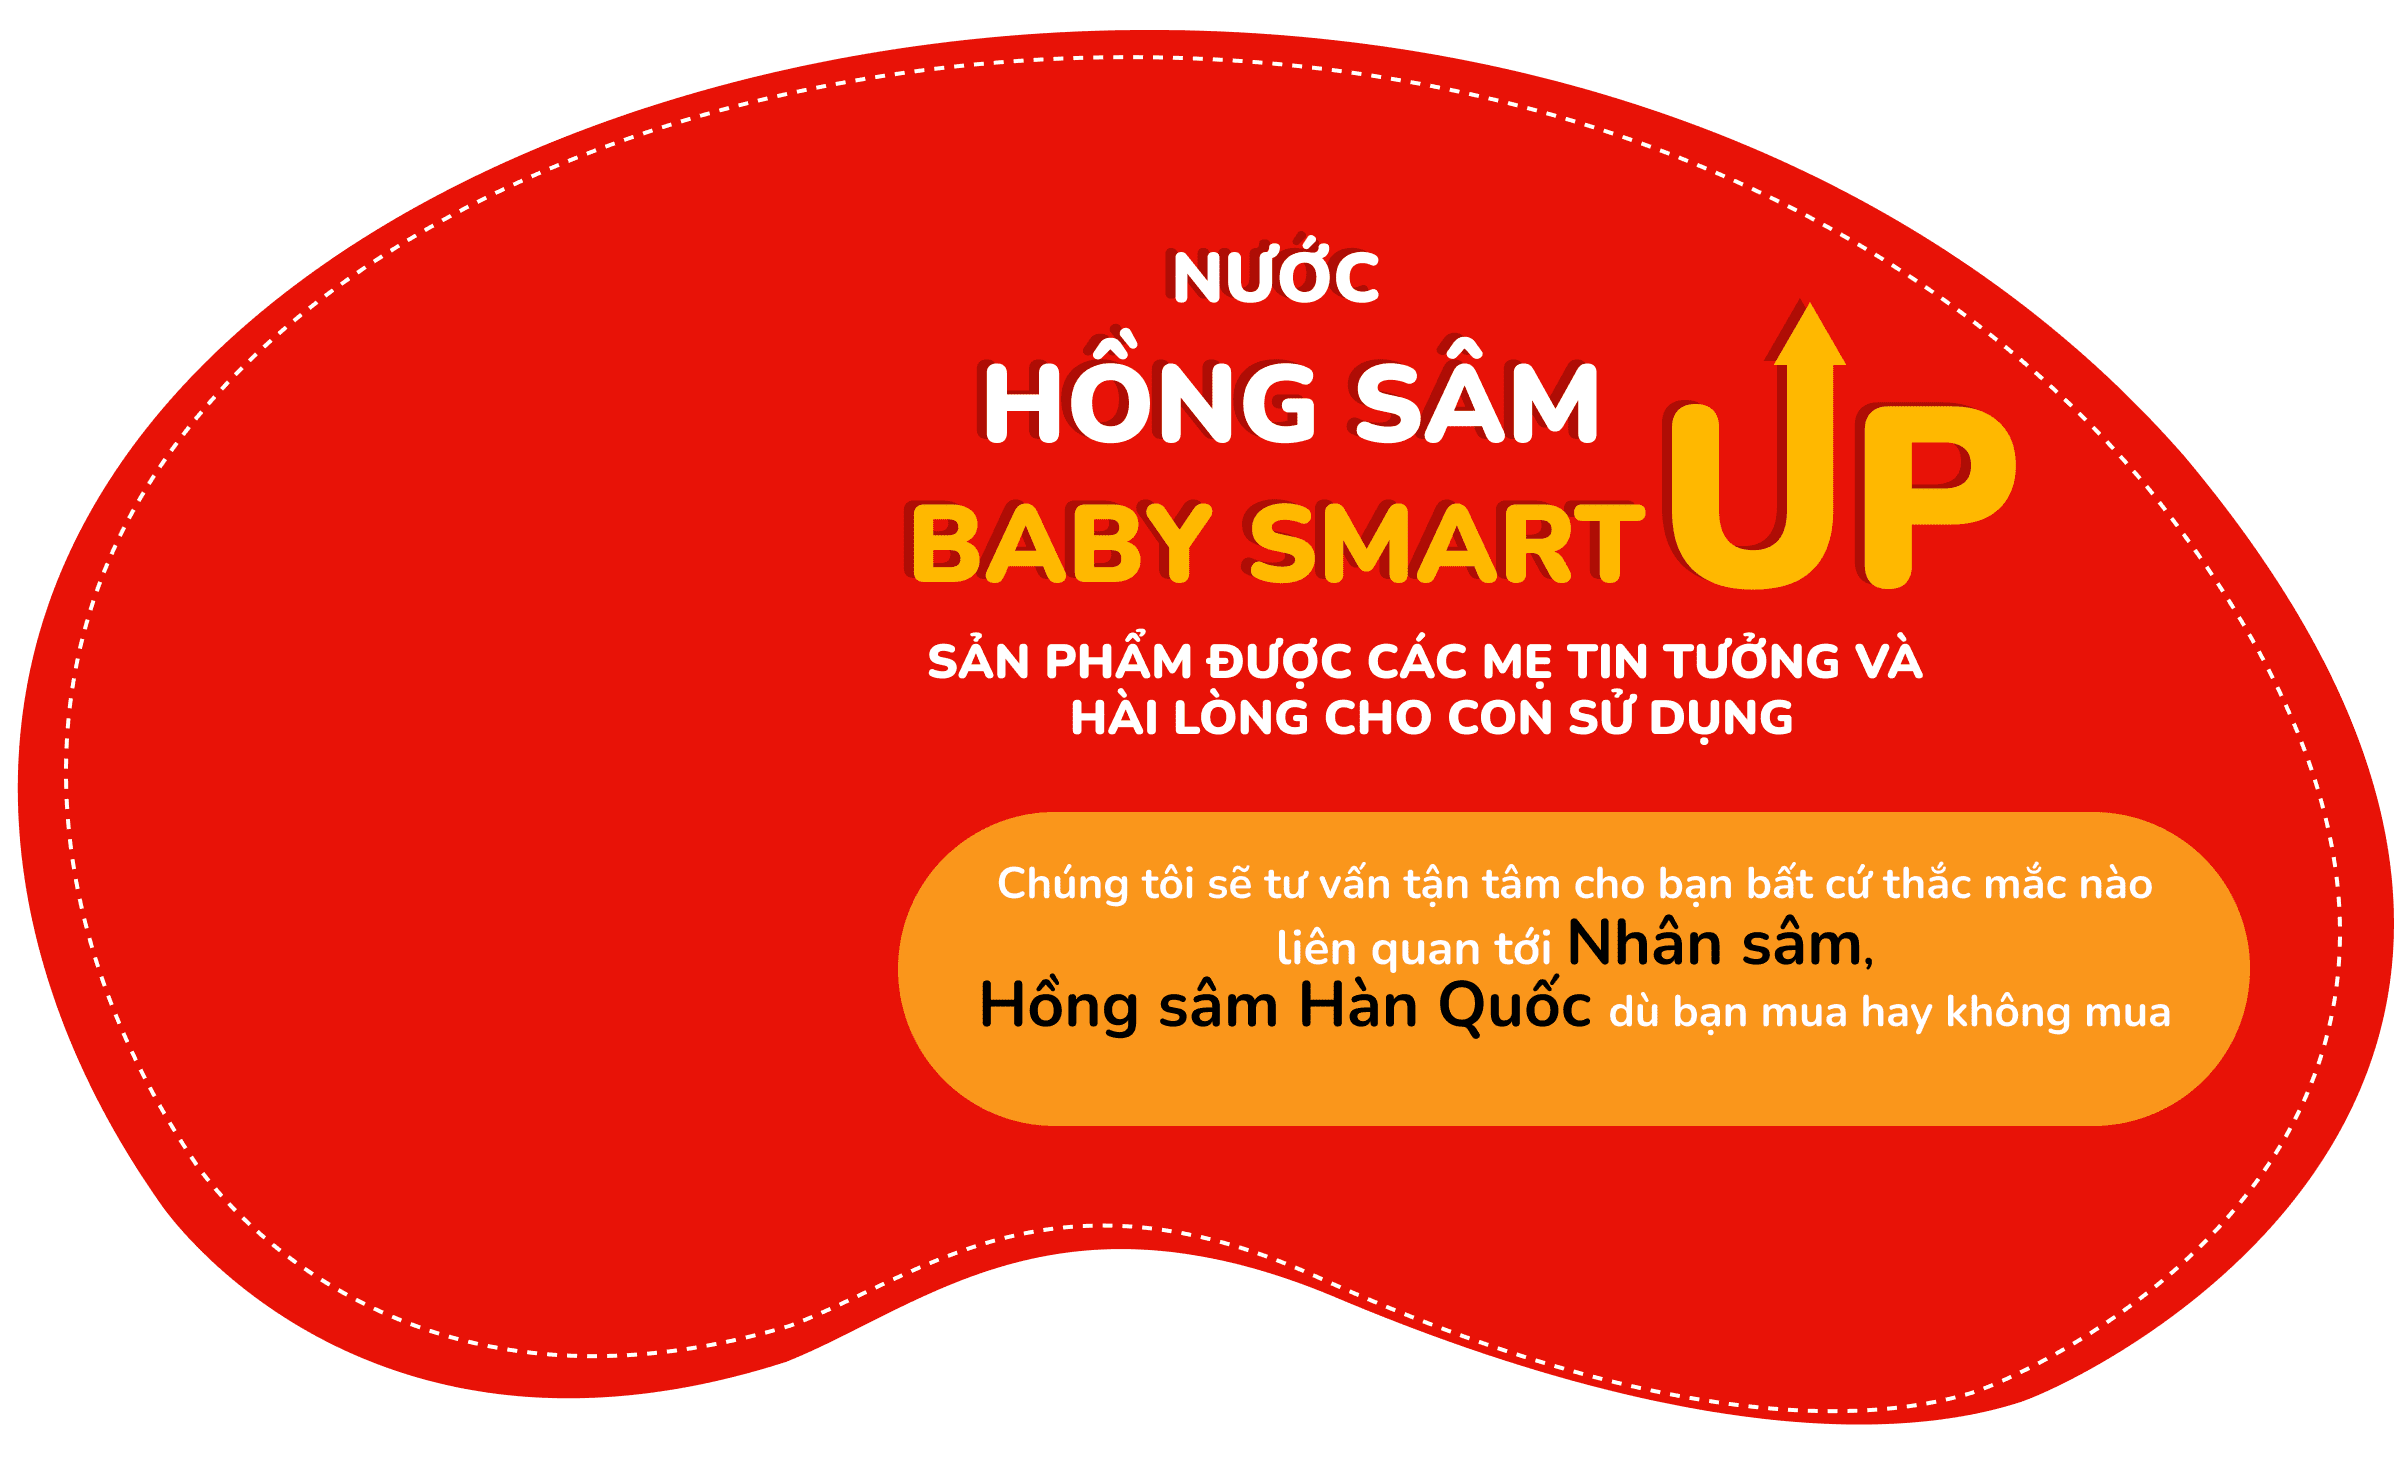 NƯỚC
HỒNG SÂM
BABY SMART UP
SẢN PHẨM ĐƯỢC CÁC MẸ TIN TƯỞNG VÀ
HÀI LÒNG CHO CON SỬ DỤNG
Chúng tôi sẽ tư vấn tận tâm cho bạn bất cứ thắc mắc nào
liên quan tới Nhân sâm,
Hồng sâm Hàn Quốc dù bạn mua hay không mua